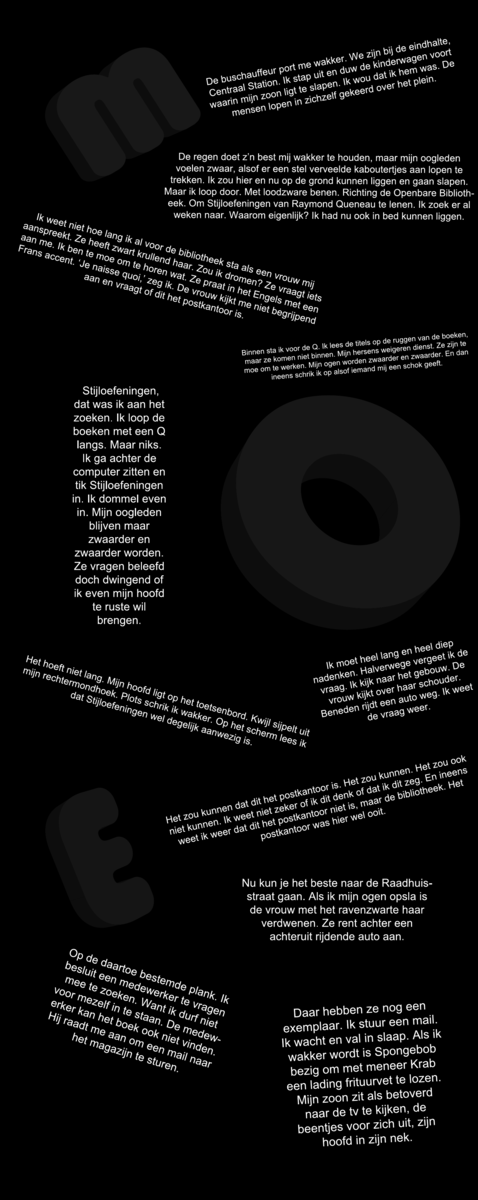 m
De buschauffeur port me wakker. We zijn bij de eindhalte,
Centraal Station. Ik stap uit en duw de kinderwagen voort
waarin mijn zoon ligt te slapen. Ik wou dat ik hem was. De
mensen lopen in zichzelf gekeerd over het plein.
De regen doet z’n best mij wakker te houden, maar mijn oogleden
voelen zwaar, alsof er een stel verveelde kaboutertjes aan lopen te
trekken. Ik zou hier en nu op de grond kunnen liggen en gaan slapen.
Maar ik loop door. Met loodzware benen. Richting de Openbare Biblioth-
eek. Om Stijloefeningen van Raymond Queneau te lenen. Ik zoek er al
weken naar. Waarom eigenlijk? Ik had nu ook in bed kunnen liggen.
Ik weet niet hoe lang ik al voor de bibliotheek sta als een vrouw mij
aanspreekt. Ze heeft zwart krullend haar. Zou ik dromen? Ze vraagt iets
aan me. Ik ben te moe om te horen wat. Ze praat in het Engels met een
Frans accent. ‘Je naisse quoi,’ zeg ik. De vrouw kijkt me niet begrijpend
aan en vraagt of dit het postkantoor is.
Binnen sta ik voor de Q. Ik lees de titels op de ruggen van de boeken,
maar ze komen niet binnen. Mijn hersens weigeren dienst. Ze zijn te
moe om te werken. Mijn ogen worden zwaarder en zwaarder. En dan
ineens schrik ik op alsof iemand mij een schok geeft.
Stijloefeningen,
dat was ik aan het
zoeken. Ik loop de
boeken met een Q
langs. Maar niks.
Ik ga achter de
computer zitten en
tik Stijloefeningen
in. Ik dommel even
in. Mijn oogleden
blijven maar
zwaarder en
zwaarder worden.
Ze vragen beleefd
doch dwingend of
ik even mijn hoofd
te ruste wil
brengen.
O
Ik moet heel lang en heel diep
nadenken. Halverwege vergeet ik de
vraag. Ik kijk naar het gebouw. De
vrouw kijkt over haar schouder.
Beneden rijdt een auto weg. Ik weet
de vraag weer.
Het hoeft niet lang. Mijn hoofd ligt op het toetsenbord. Kwijl sijpelt uit
mijn rechtermondhoek. Plots schrik ik wakker. Op het scherm lees ik
dat Stijloefeningen wel degelijk aanwezig is.
Het zou kunnen dat dit het postkantoor is. Het zou kunnen. Het zou ook
niet kunnen. Ik weet niet zeker of ik dit denk of dat ik dit zeg. En ineens
weet ik weer dat dit het postkantoor niet is, maar de bibliotheek. Het
postkantoor was hier wel ooit.
E
Nu kun je het beste naar de Raadhuis-
straat gaan. Als ik mijn ogen opsla is
de vrouw met het ravenzwarte haar
verdwenen. Ze rent achter een
achteruit rijdende auto aan.
Op de daartoe bestemde plank. Ik
besluit een medewerker te vragen
mee te zoeken. Want ik durf niet
voor mezelf in te staan. De medew-
erker kan het boek ook niet vinden.
Hij raadt me aan om een mail naar
het magazijn te sturen.
Daar hebben ze nog een
exemplaar. Ik stuur een mail.
Ik wacht en val in slaap. Als ik
wakker wordt is Spongebob
bezig om met meneer Krab
een lading frituurvet te lozen.
Mijn zoon zit als betoverd
naar de tv te kijken, de
beentjes voor zich uit, zijn
hoofd in zijn nek.